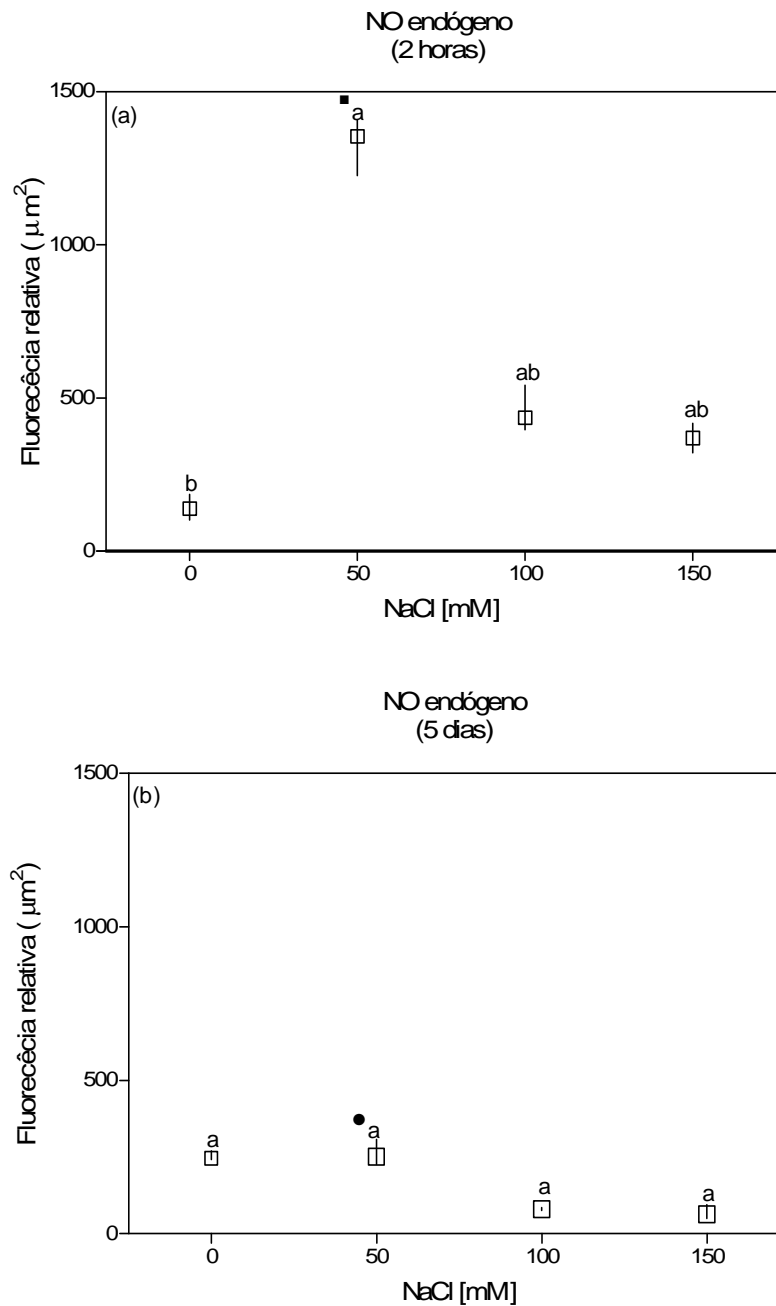 NO endógeno
(2 horas)
1500
(a)
a
1000
Fluorecêcia relativa ( μm²)
500
ab
ab
b
0
0 50 100 150
NaCl [mM]
NO endógeno
(5 dias)
1500
(b)
1000
Fluorecêcia relativa ( μm²)
500
a a a a
0
0 50 100 150
NaCl [mM]